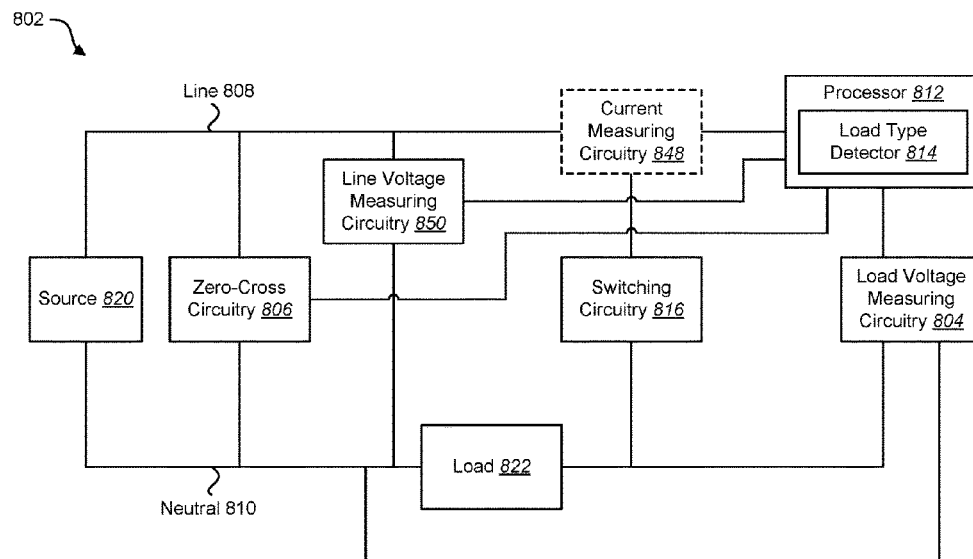 802
Line 808
Current
Measuring
Circuitry 848
Processor 812
Load Type
Detector 814
Line Voltage
Measuring
Circuitry 850
Source 820
Zero-Cross
Circuitry 806
Switching
Circuitry 816
Load Voltage
Measuring
Circuitry 804
Load 822
Neutral 810